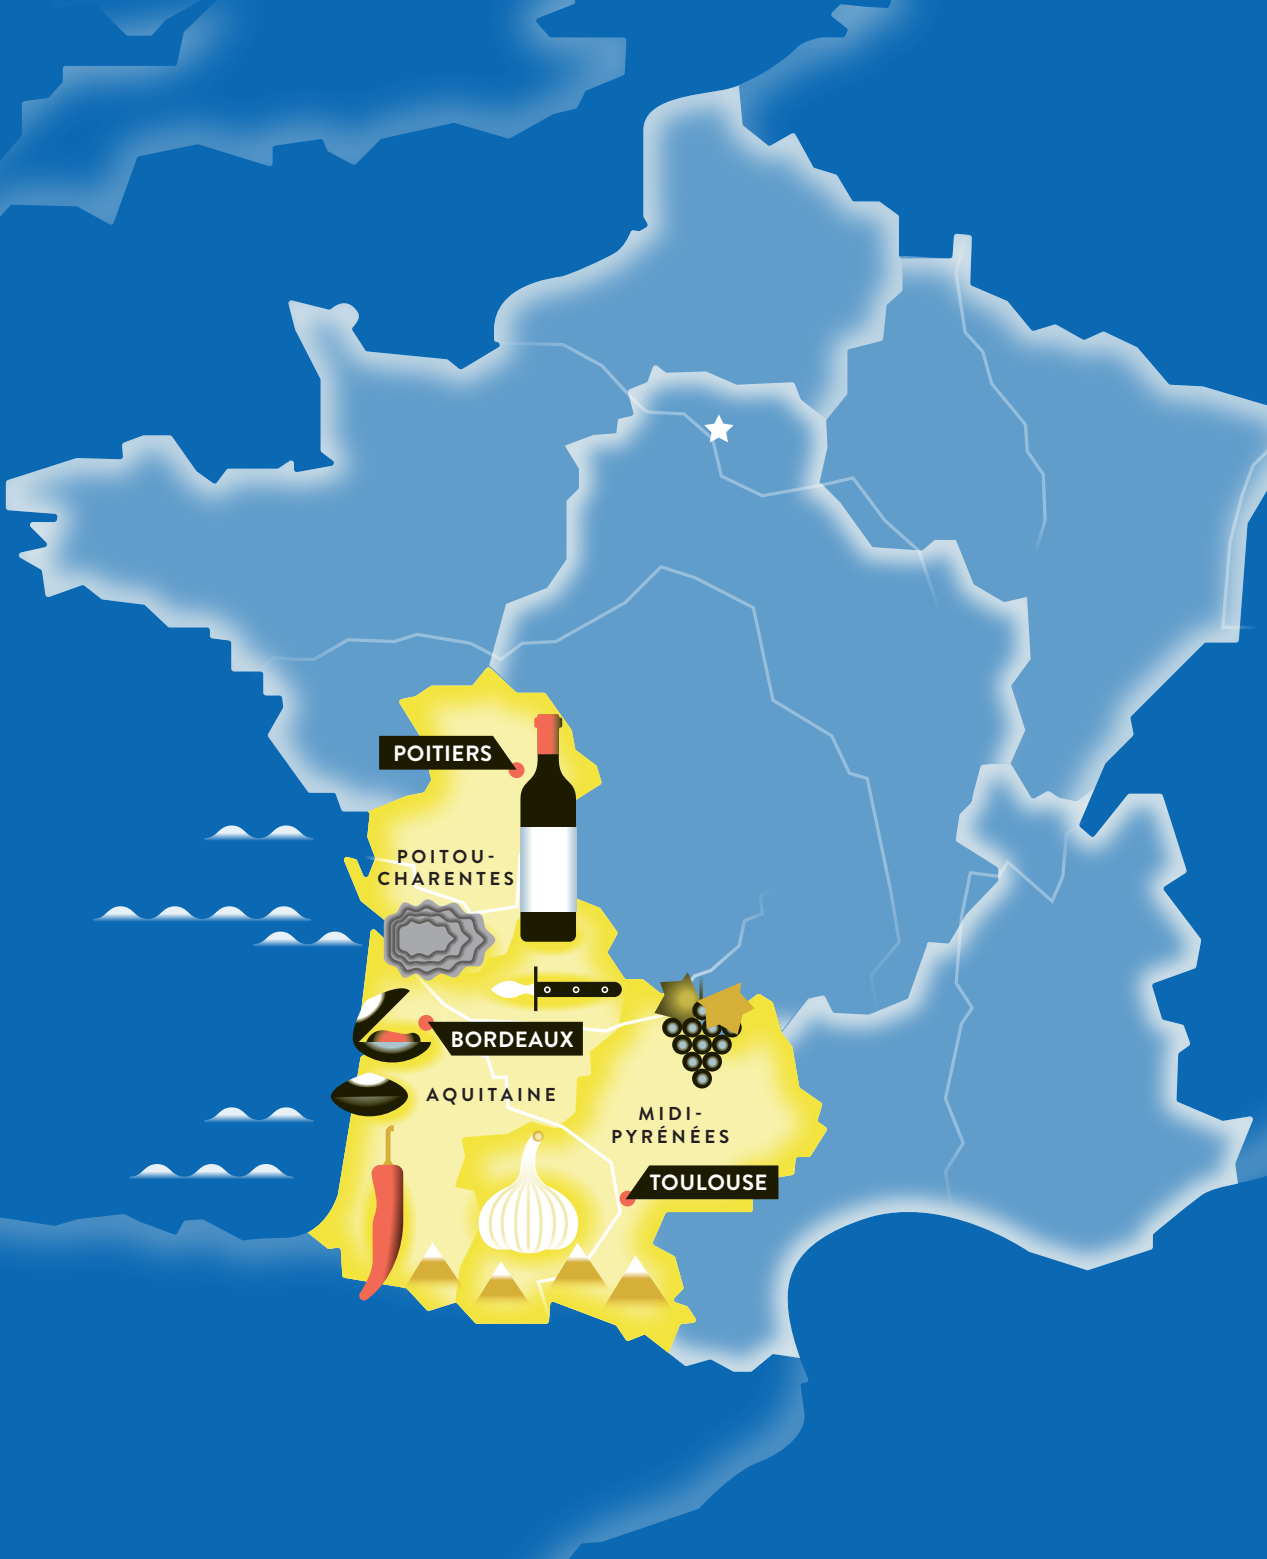 POITIERS
POITOU-
CHARENTES
BORDEAUX
AQUITAINE
MIDI-
PYRÉNÉES
TOULOUSE